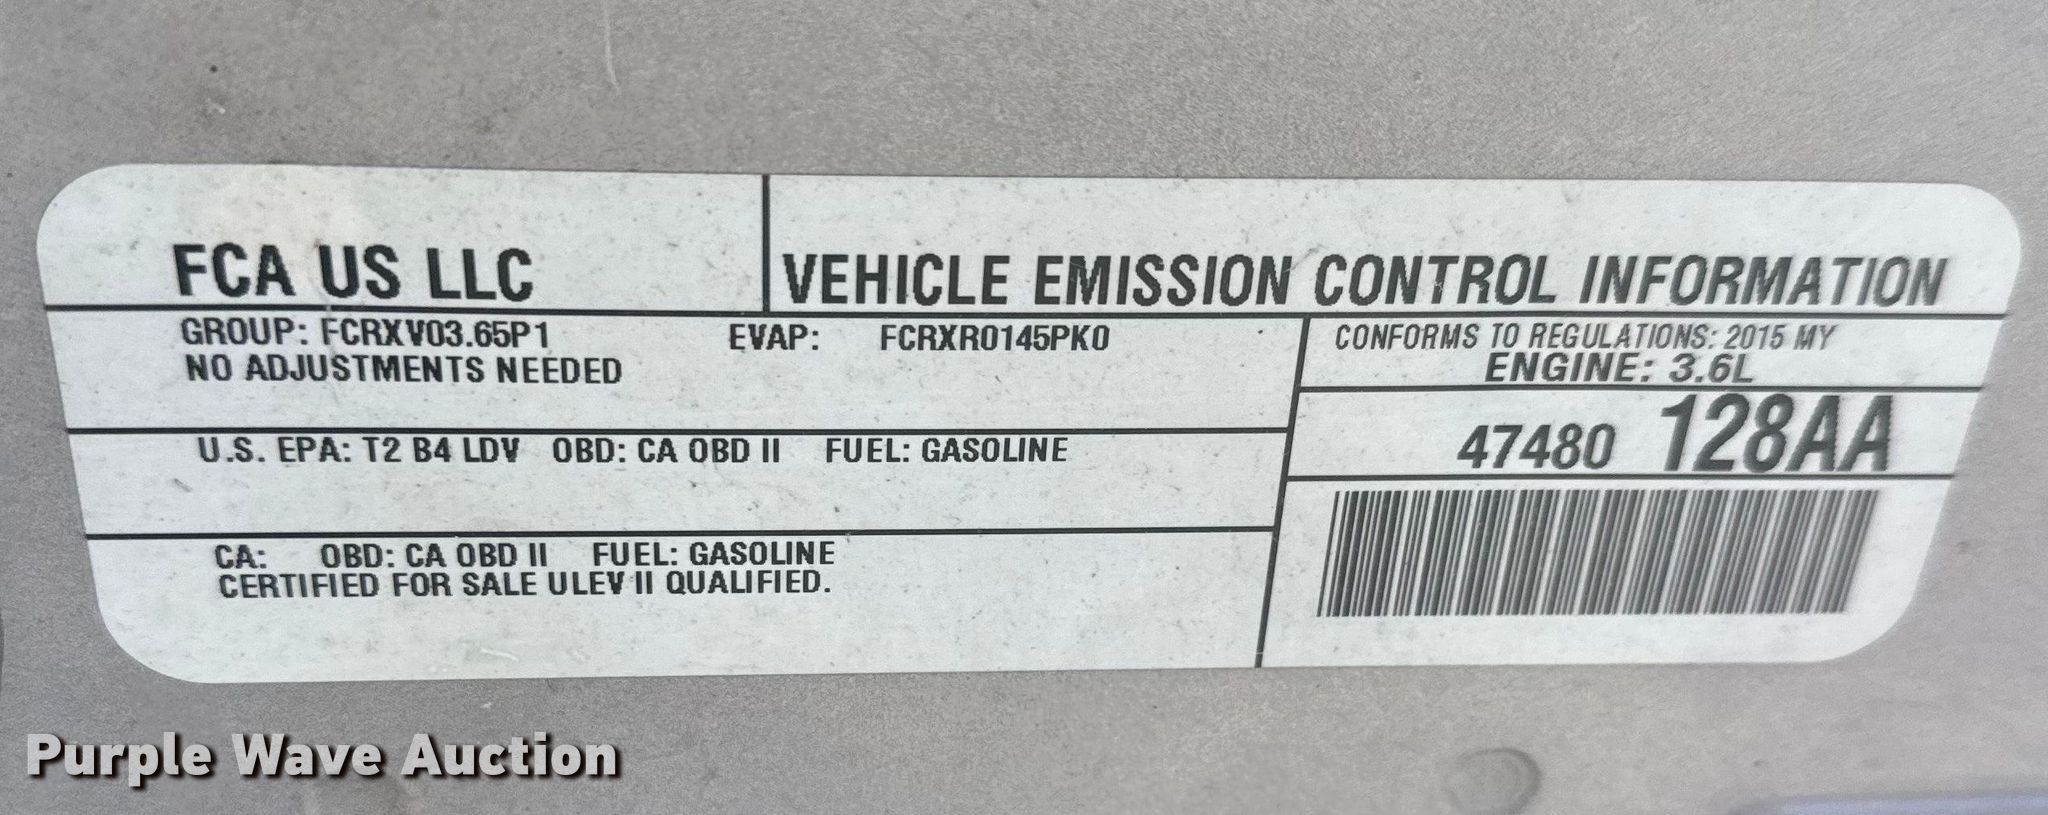 FCA US LLC
VEHICLE EMISSION CONTROL INFORMATION
GROUP: FCRXV03.65P1 EVAP: FCRXR0145PK0
NO ADJUSTMENTS NEEDED
CONFORMS TO REGULATIONS: 2015 MY
ENGINE: 3.6L
U.S. EPA: T2 B4 LDV OBD: CA OBD II FUEL: GASOLINE
47480 128AA
CA: OBD: CA OBD II FUEL: GASOLINE
CERTIFIED FOR SALE ULEV II QUALIFIED.
Purple Wave Auction